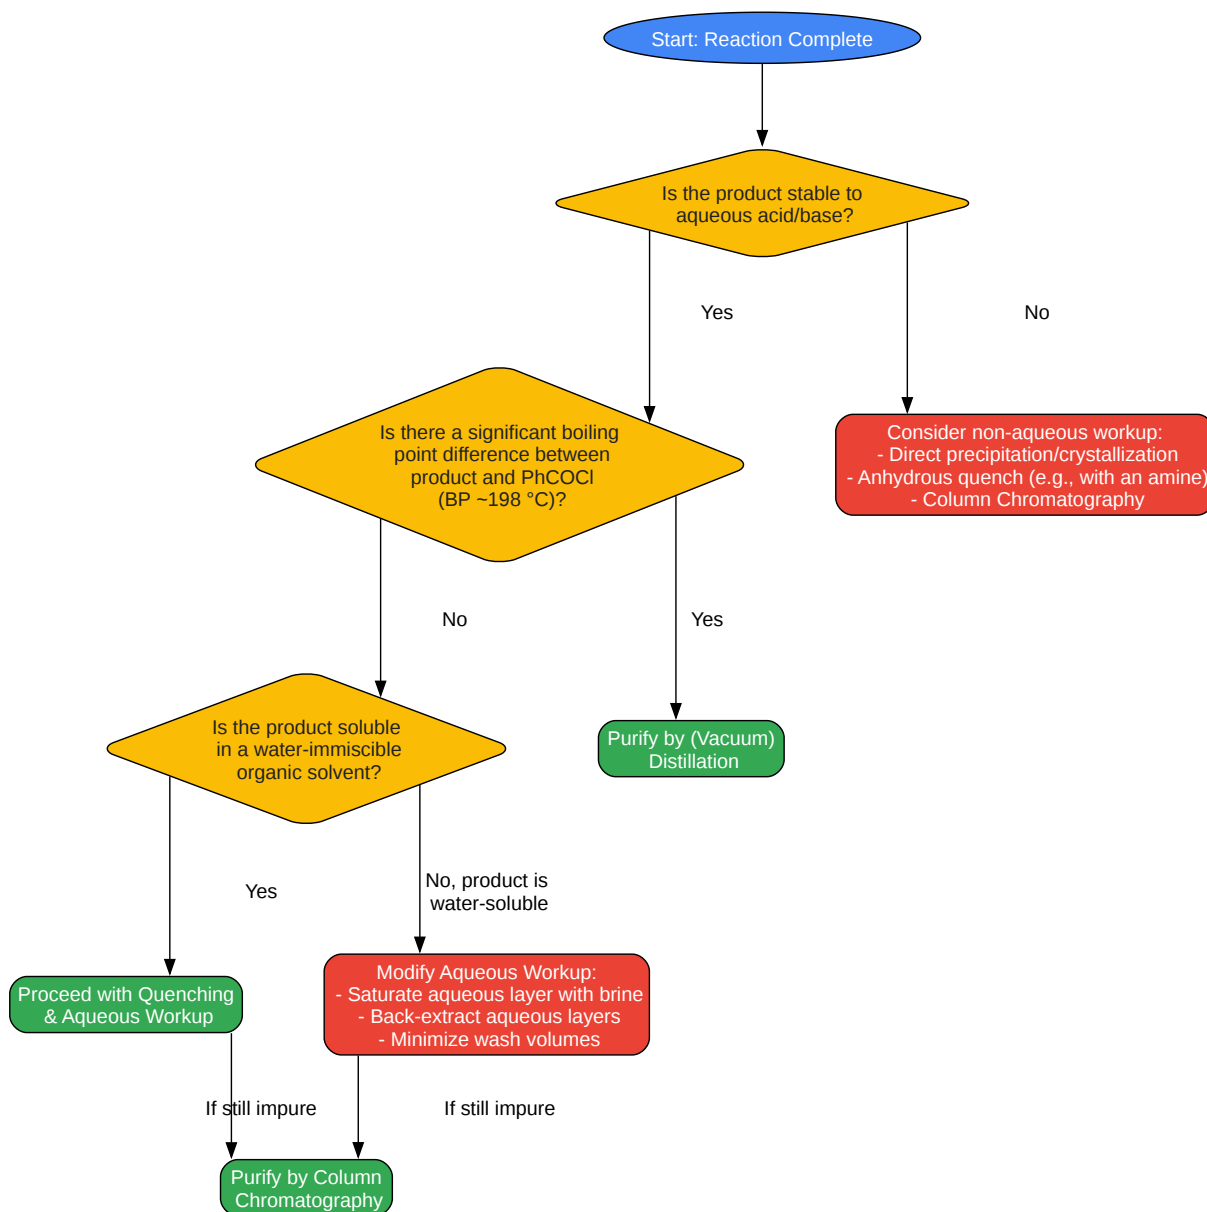 Start: Reaction Complete
Is the product stable to
aqueous acid/base?
Yes
No
Is there a significant boiling
point difference between
product and PhCOCl
(BP ~198 °C)?
Consider non-aqueous workup:
- Direct precipitation/crystallization
- Anhydrous quench (e.g., with an amine)
- Column Chromatography
No
Yes
Is the product soluble
in a water-immiscible
organic solvent?
Purify by (Vacuum)
Distillation
Yes
No, product is
water-soluble
Proceed with Quenching
& Aqueous Workup
Modify Aqueous Workup:
- Saturate aqueous layer with brine
- Back-extract aqueous layers
- Minimize wash volumes
If still impure
If still impure
Purify by Column
Chromatography